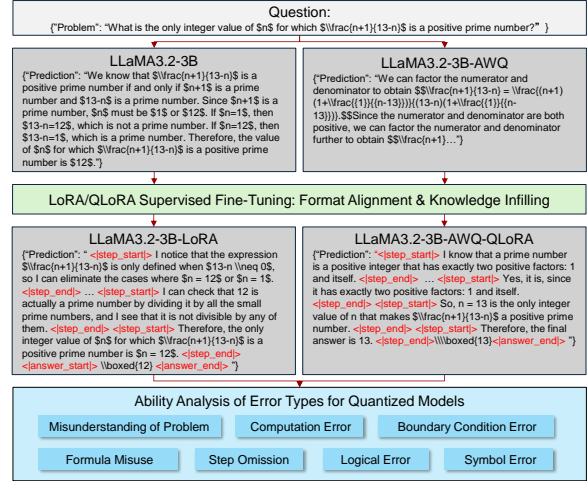 Question:
{"Problem": “What is the only integer value of $n$ for which $\\frac{n+1}{13-n}$ is a positive prime number?” }
LLaMA3.2-3B
{“Prediction”: “We know that $\\frac{n+1}{13-n}$ is a
positive prime number if and only if $n+1$ is a
prime number and $13-n$ is a prime number.
Since $n+1$ is a prime number, $n$ must be $1$
or $12$. If $n=1$, then $13-n=12$, which is not a
prime number. If $n=12$, then $13-n=1$, which
is a prime number. Therefore, the value of $n$
for which $\\frac{n+1}{13-n}$ is a positive prime
number is $12$.”}
LLaMA3.2-3B-AWQ
{“Prediction”: “We can factor the numerator and
denominator to obtain $$\\frac{n+1}{13-n} = \\frac{(n+1)
(1+\\frac{{1}}{{n-13}})}{(13-n)(1+\\frac{{1}}{{n-
13}})}.$$Since the numerator and denominator are both
positive, we can factor the numerator and denominator
further to obtain $$\\frac{n+1}…”}
LoRA/QLoRA Supervised Fine-Tuning: Format Alignment & Knowledge Infilling
LLaMA3.2-3B-LoRA
{“Prediction”: “ <|step_start|> I notice that the expression
$\\frac{n+1}{13-n}$ is only defined when $13-n \\neq 0$,
so I can eliminate the cases where $n = 12$ or $n = 1$.
<|step_end|> … <|step_start|> I can check that 12 is
actually a prime number by dividing it by all the small
prime numbers, and I see that it is not divisible by any of
them. <|step_end|> <|step_start|> Therefore, the only
integer value of $n$ for which $\\frac{n+1}{13-n}$ is a
positive prime number is $n = 12$. <|step_end|>
<|answer_start|> \\boxed{12} <|answer_end|> ”}
LLaMA3.2-3B-AWQ-QLoRA
{“Prediction”: “<|step_start|> I know that a prime number
is a positive integer that has exactly two positive factors: 1
and itself. <|step_end|> … <|step_start|> Yes, it is, since
it has exactly two positive factors: 1 and itself.
<|step_end|> <|step_start|> So, n = 13 is the only integer
value of n that makes $\\frac{n+1}{13-n}$ a positive prime
number. <|step_end|> <|step_start|> Therefore, the final
answer is 13. <|step_end|>\\\\boxed{13}<|answer_end|> ”}
Ability Analysis of Error Types for Quantized Models
Misunderstanding of Problem
Computation Error
Boundary Condition Error
Formula Misuse
Step Omission
Logical Error
Symbol Error